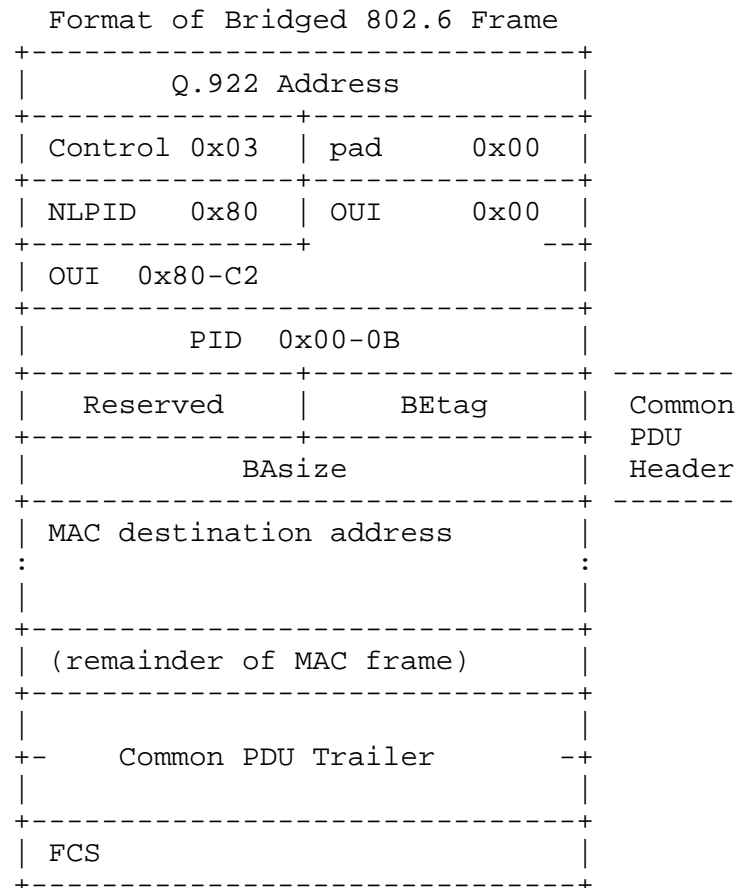 Format of Bridged 802.6 Frame
+-------------------------------+
|        Q.922 Address          |
+---------------+---------------+
| Control 0x03  | pad     0x00  |
+---------------+---------------+
| NLPID   0x80  | OUI     0x00  |
+---------------+             --+
| OUI  0x80-C2                  |
+-------------------------------+
|         PID  0x00-0B          |
+---------------+---------------+ -------
|   Reserved    |     BEtag     |  Common
+---------------+---------------+  PDU
|            BAsize             |  Header
+-------------------------------+ -------
| MAC destination address       |
:                               :
|                               |
+-------------------------------+
| (remainder of MAC frame)      |
+-------------------------------+
|                               |
+-    Common PDU Trailer       -+
|                               |
+-------------------------------+
| FCS                           |
+-------------------------------+